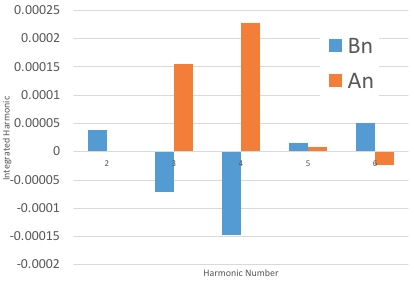 0.00025
0.0002
0.00015
0.0001
0.00005
0
-0.00005
-0.0001
-0.00015
-0.0002
Integrated Harmonic
2 3 4 5 6
Harmonic Number
Bn
An